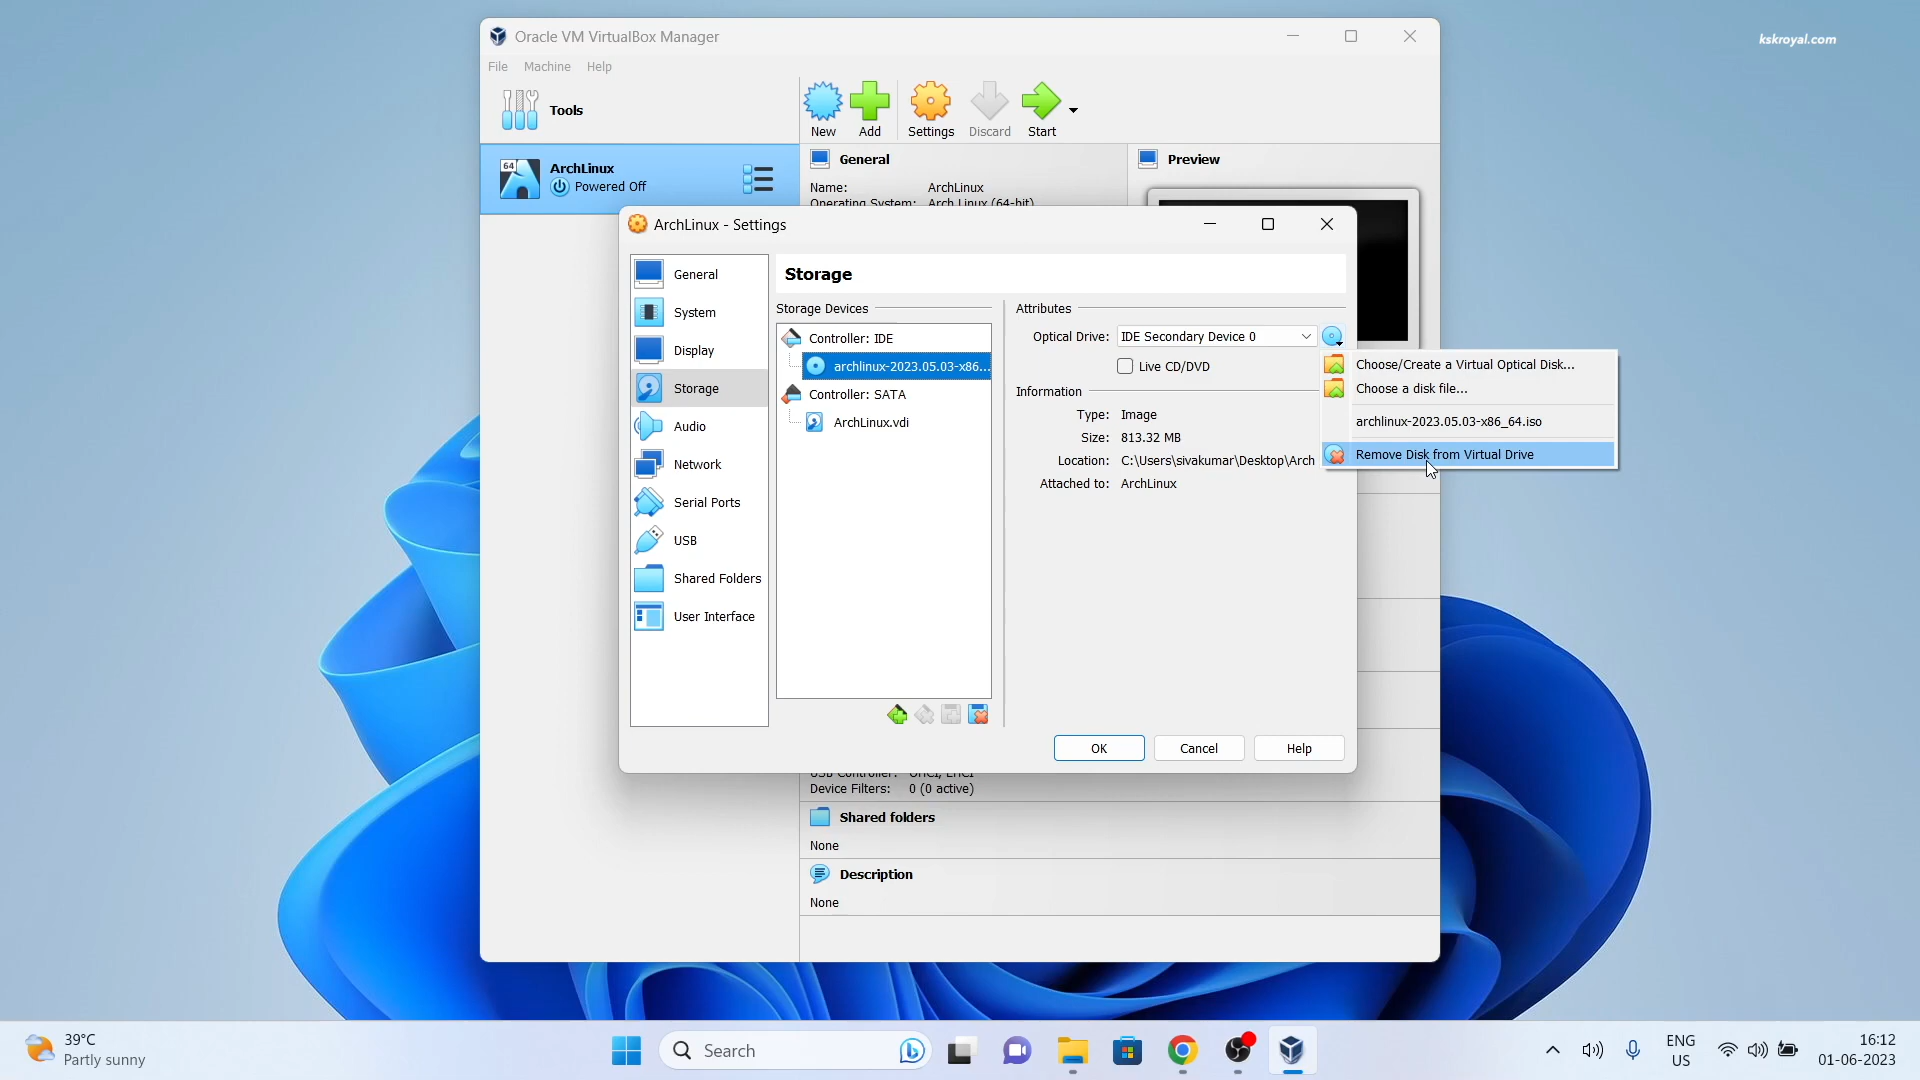 Oracle VM VirtualBox Manager
kskroyal.com
File Machine Help
Tools
New Add Settings Discard Start
64
ArchLinux
Powered Off
General
Name: ArchLinux
Operating System: Arch Linux (64-bit)
Preview
ArchLinux - Settings
General
System
Display
Storage
Audio
Network
Serial Ports
USB
Shared Folders
User Interface
Storage
Storage Devices
Controller: IDE
archlinux-2023.05.03-x86...
Controller: SATA
ArchLinux.vdi
Attributes
Optical Drive: IDE Secondary Device 0
Live CD/DVD
Information
Type: Image
Size: 813.32 MB
Location: C:\Users\sivakumar\Desktop\Arch
Attached to: ArchLinux
Choose/Create a Virtual Optical Disk...
Choose a disk file...
archlinux-2023.05.03-x86_64.iso
Remove Disk from Virtual Drive
OK Cancel Help
USB Controller: OHCI, EHCI
Device Filters: 0 (0 active)
Shared folders
None
Description
None
39°C
Partly sunny
Search
ENG
US
16:12
01-06-2023